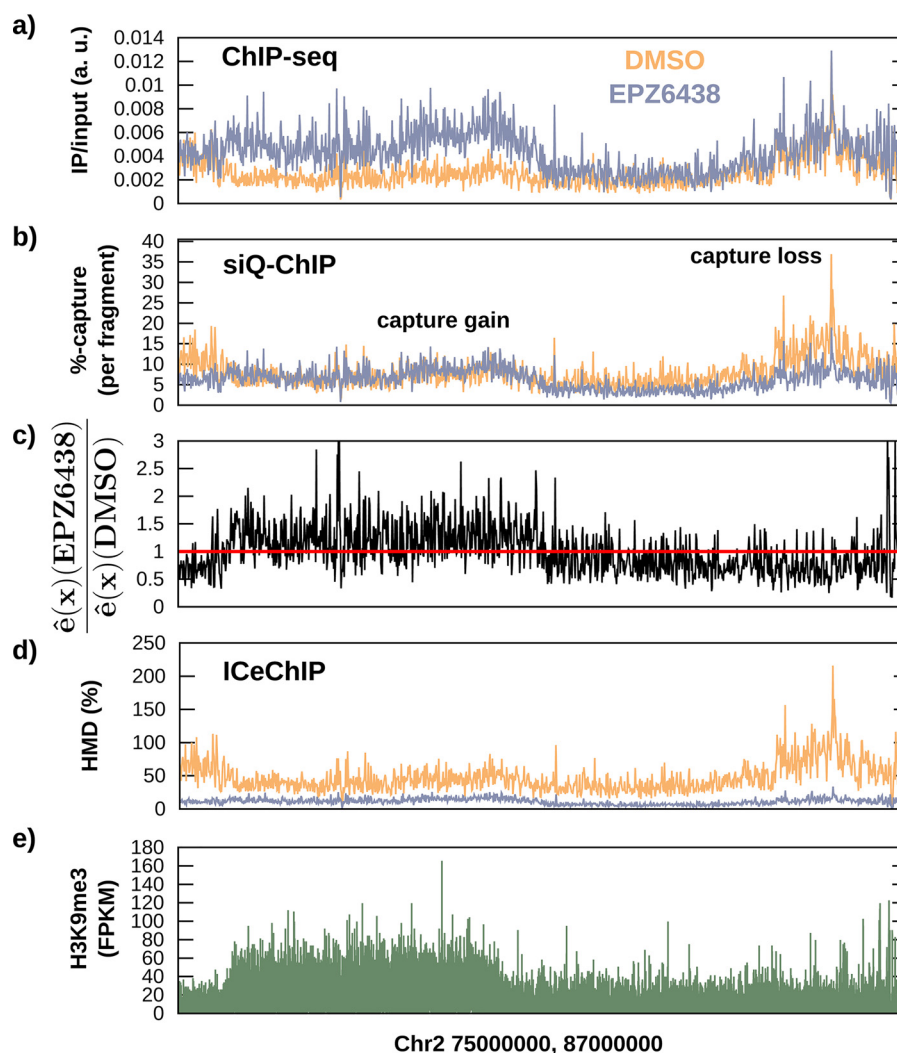 a)
IP/input (a. u.)
0.014
0.012
0.01
0.008
0.006
0.004
0.002
0
ChIP-seq
DMSO
EPZ6438
b)
%-capture
(per fragment)
40
35
30
25
20
15
10
5
0
siQ-ChIP
capture gain
capture loss
c)
ê(x)(EPZ6438)
ê(x)(DMSO)
3
2.5
2
1.5
1
0.5
0
d)
HMD (%)
250
200
150
100
50
0
ICeChIP
e)
H3K9me3
(FPKM)
180
160
140
120
100
80
60
40
20
0
Chr2 75000000, 87000000